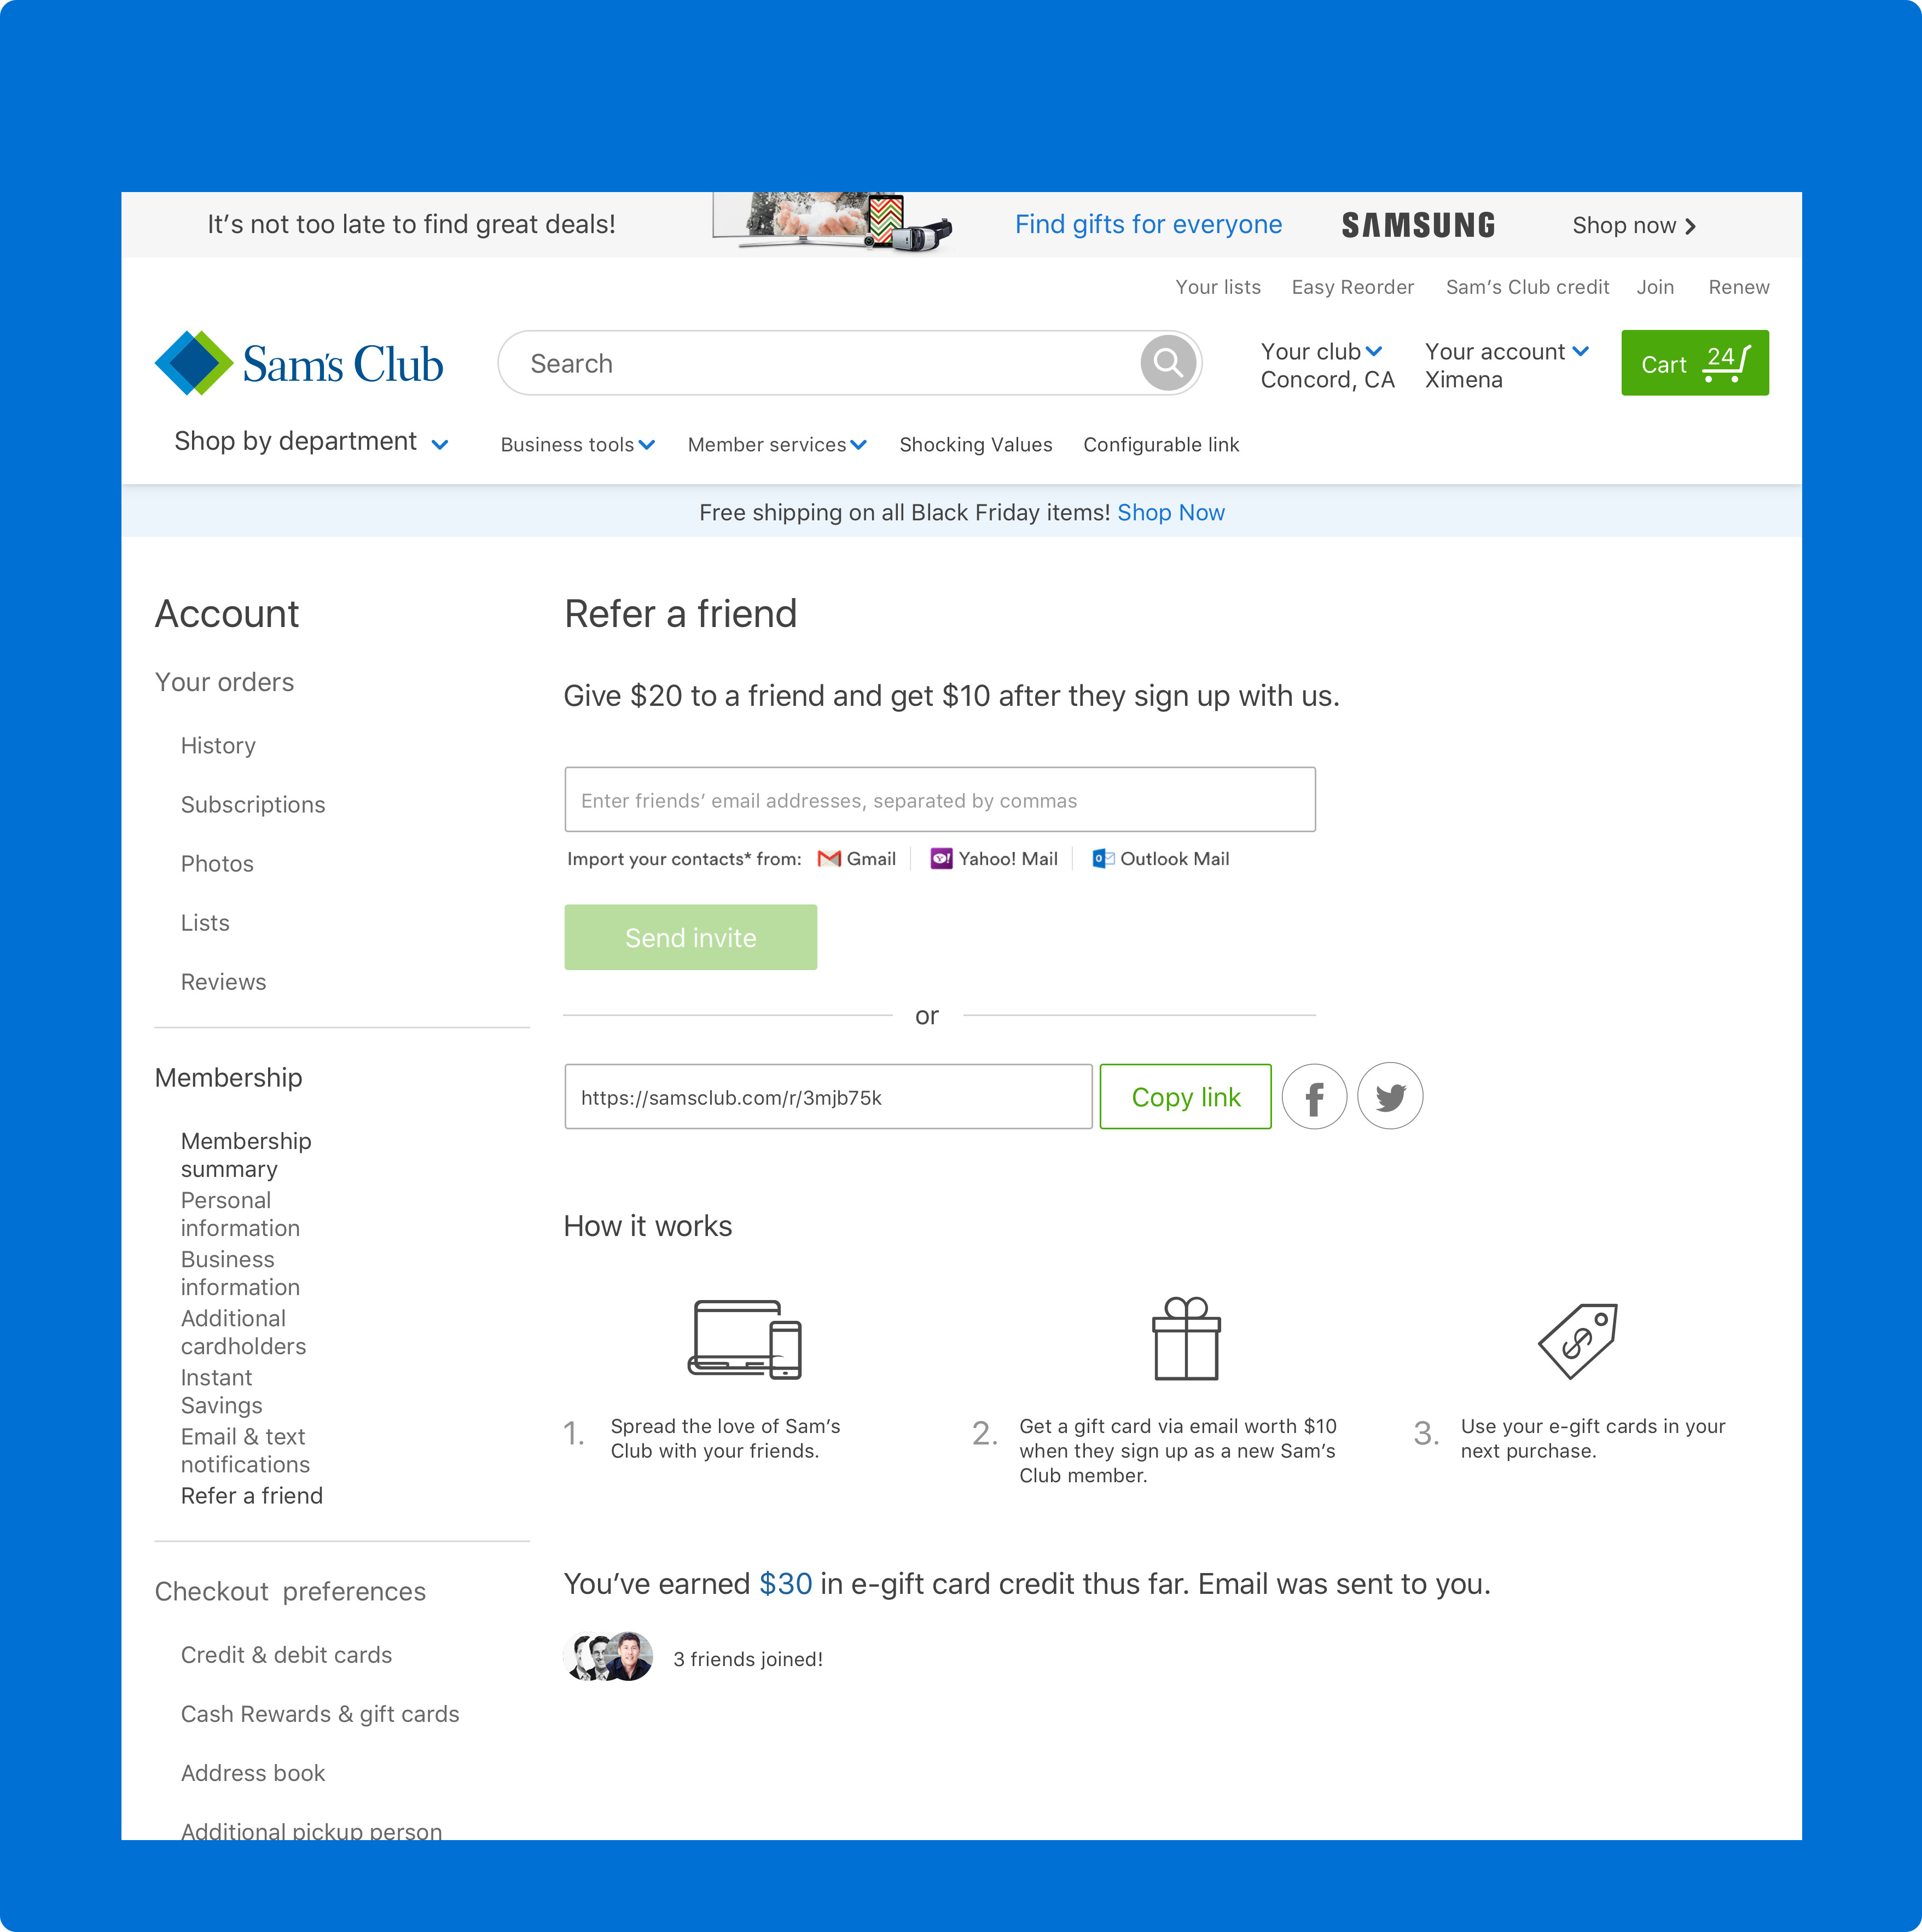 It’s not too late to find great deals!
Find gifts for everyone
SAMSUNG
Shop now
Your lists
Easy Reorder
Sam’s Club credit
Join
Renew
Sam's Club
Search
Your club
Concord, CA
Your account
Ximena
Cart
24
Shop by department
Business tools
Member services
Shocking Values
Configurable link
Free shipping on all Black Friday items! Shop Now
Account
Your orders
History
Subscriptions
Photos
Lists
Reviews
Membership
Membership
summary
Personal
information
Business
information
Additional
cardholders
Instant
Savings
Email & text
notifications
Refer a friend
Checkout preferences
Credit & debit cards
Cash Rewards & gift cards
Address book
Additional pickup person
Refer a friend
Give $20 to a friend and get $10 after they sign up with us.
Enter friends’ email addresses, separated by commas
Import your contacts* from:
Gmail
Yahoo! Mail
Outlook Mail
Send invite
or
https://samsclub.com/r/3mjb75k
Copy link
How it works
1. Spread the love of Sam’s
Club with your friends.
2. Get a gift card via email worth $10
when they sign up as a new Sam’s
Club member.
3. Use your e-gift cards in your
next purchase.
You’ve earned $30 in e-gift card credit thus far. Email was sent to you.
3 friends joined!